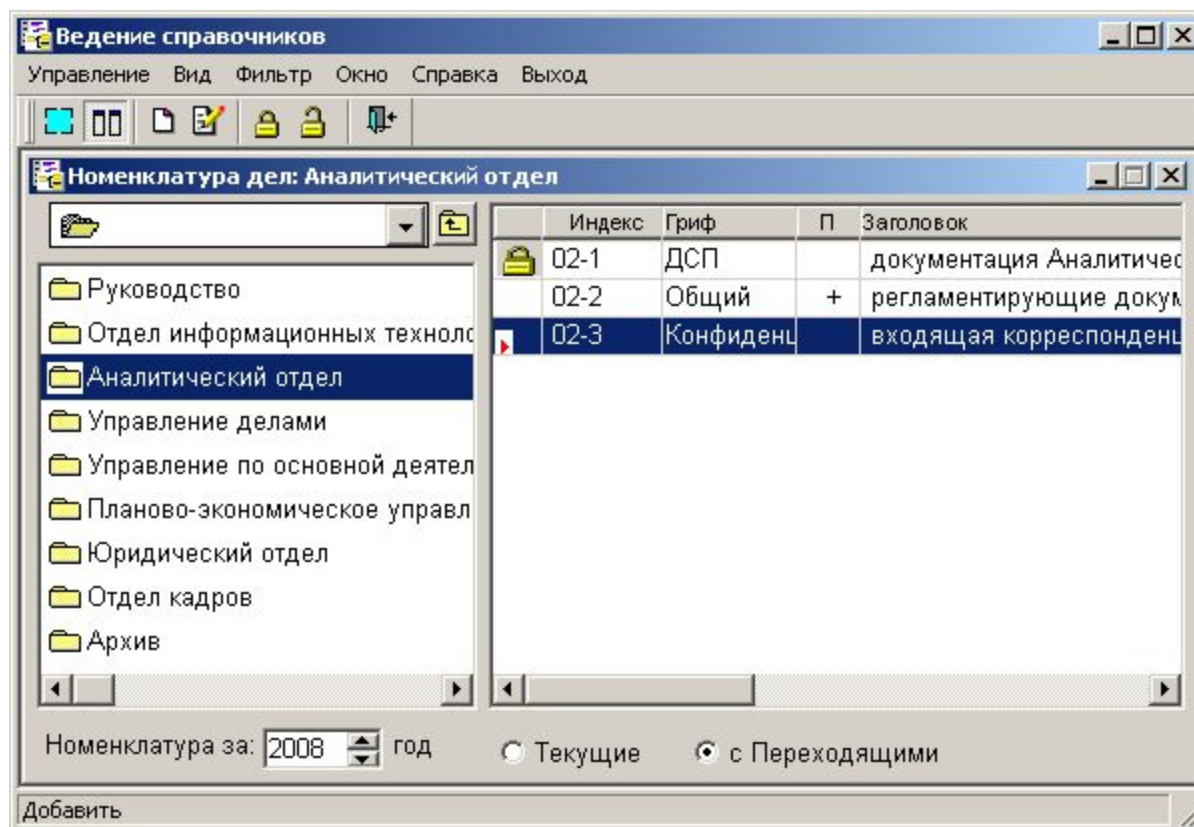 Ведение справочников
Управление Вид Фильтр Окно Справка Выход
Номенклатура дел: Аналитический отдел
Индекс Гриф П Заголовок
02-1 ДСП документация Аналитичес
02-2 Общий + регламентирующие докум
02-3 Конфиденц входящая корреспонденц
Руководство
Отдел информационных техноло
Аналитический отдел
Управление делами
Управление по основной деятел
Планово-экономическое управл
Юридический отдел
Отдел кадров
Архив
Номенклатура за: 2008 год Текущие с Переходящими
Добавить